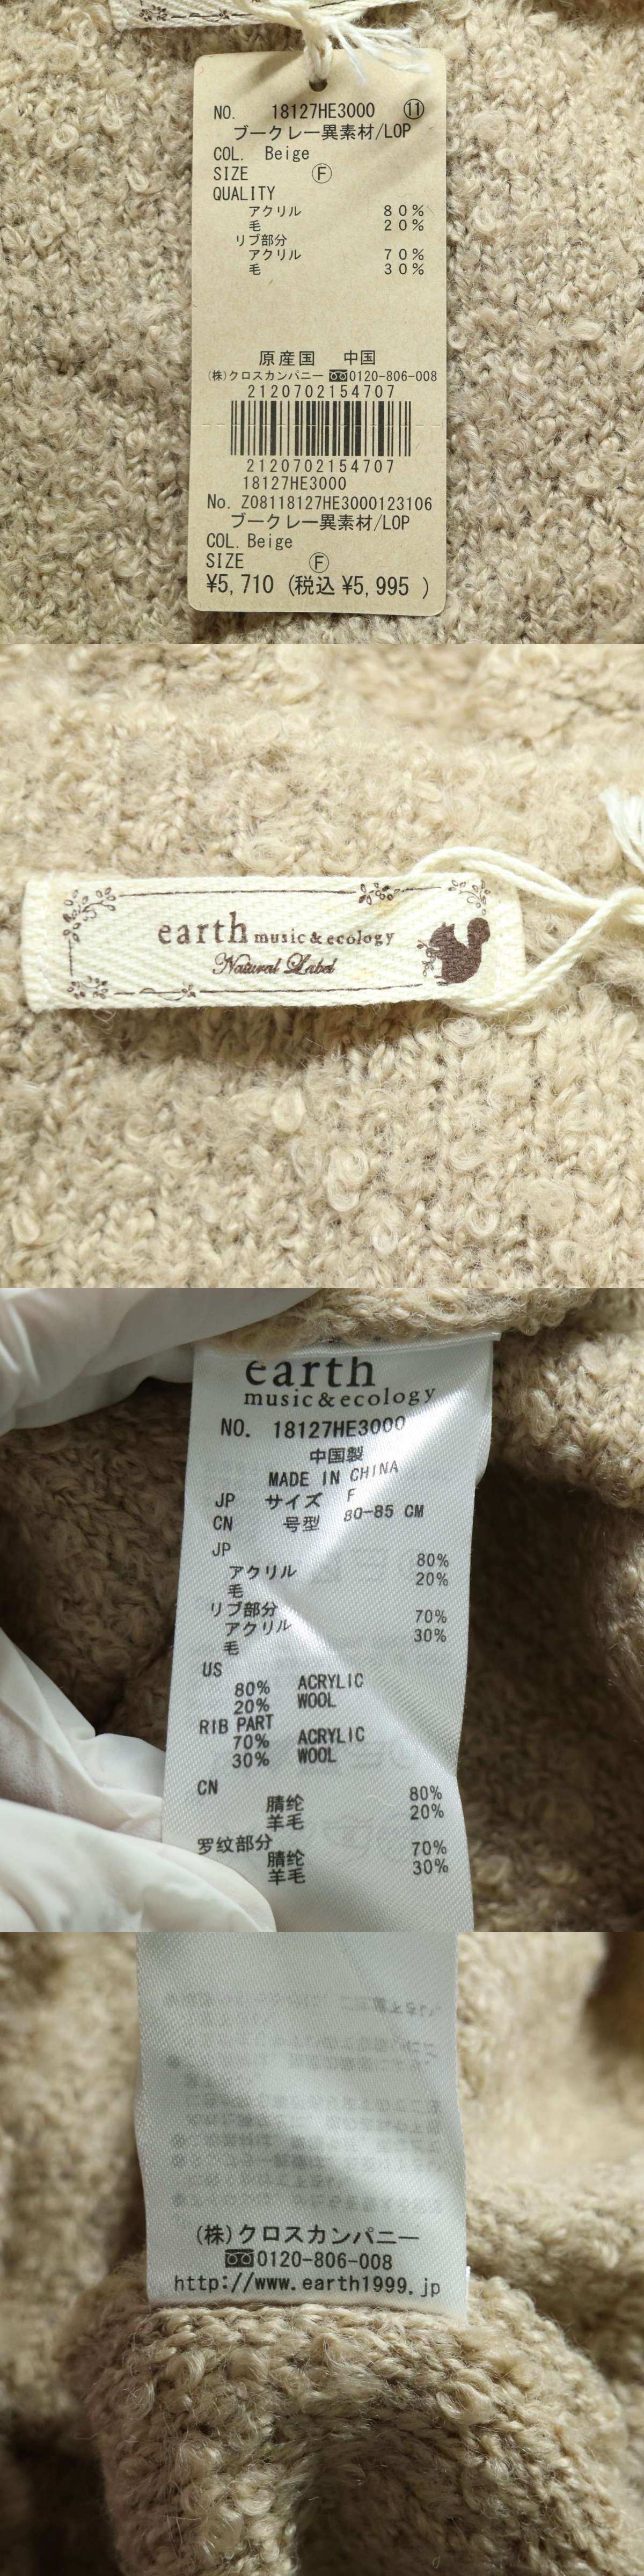 NO. 18127HE3000 ⑪
ブークレー異素材/LOP
COL. Beige
SIZE Ⓕ
QUALITY
アクリル 80%
毛 20%
リブ部分
アクリル 70%
毛 30%
原産国 中国
(株)クロスカンパニー 0120-806-008
2120702154707
2120702154707
18127HE3000
No. Z08118127HE3000123106
ブークレー異素材/LOP
COL. Beige
SIZE Ⓕ
¥5,710 (税込 ¥5,995 )
earth music&ecology
Natural Label
earth
music&ecology
NO. 18127HE3000
中国製
MADE IN CHINA
JP サイズ F
CN 号型 80-85 CM
JP
アクリル 80%
毛 20%
リブ部分
アクリル 70%
毛 30%
US
80% ACRYLIC
20% WOOL
RIB PART
70% ACRYLIC
30% WOOL
CN
腈纶 80%
羊毛 20%
罗纹部分
腈纶 70%
羊毛 30%
(株)クロスカンパニー
0120-806-008
http://www.earth1999.jp